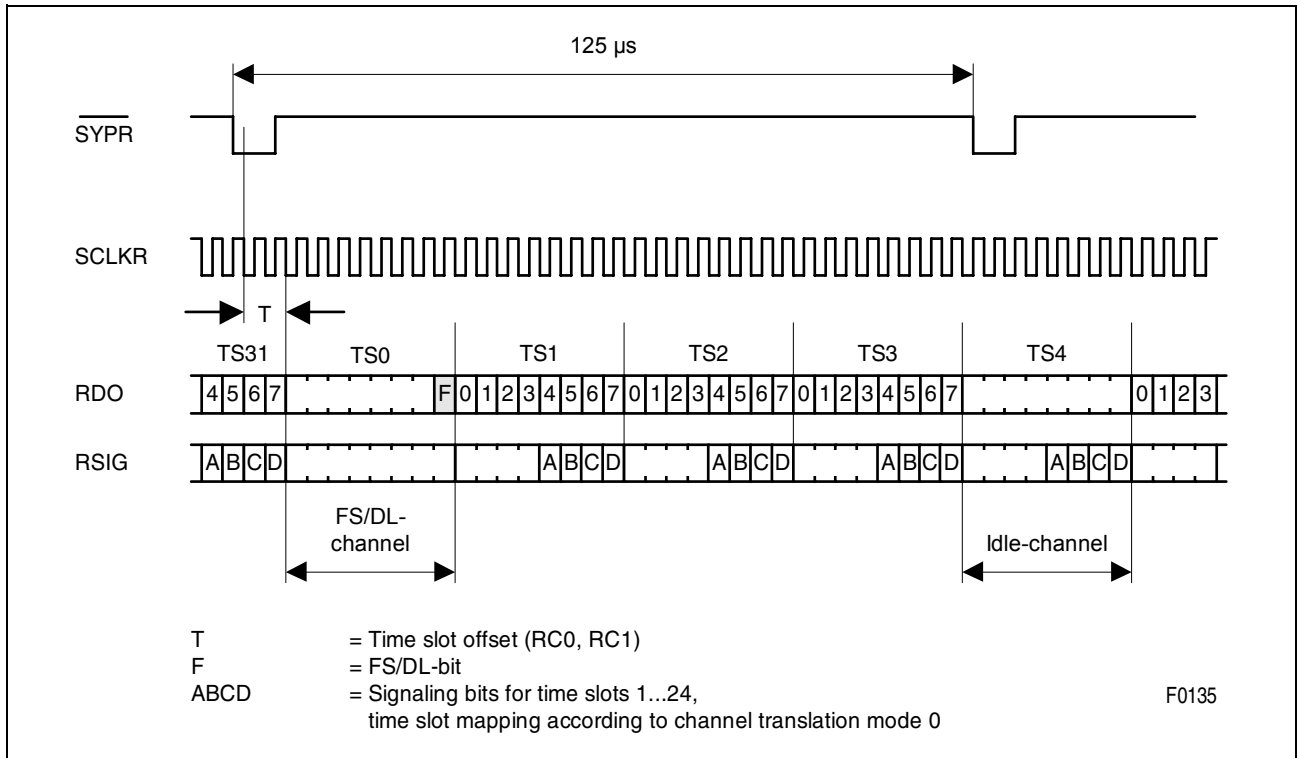 125 µs
SYPR
SCLKR
T
TS31 TS0 TS1 TS2 TS3 TS4
RDO 4 5 6 7 F 0 1 2 3 4 5 6 7 0 1 2 3 4 5 6 7 0 1 2 3 4 5 6 7 0 1 2 3
RSIG A B C D A B C D A B C D A B C D A B C D
FS/DL-
channel
Idle-channel
T = Time slot offset (RC0, RC1)
F = FS/DL-bit
ABCD = Signaling bits for time slots 1...24,
time slot mapping according to channel translation mode 0
F0135